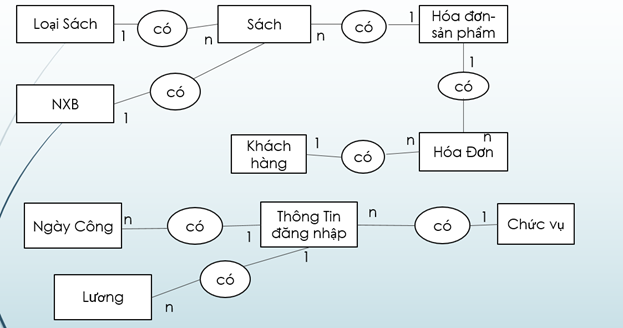 Loại Sách
1
có
n
Sách
n
có
1
Hóa đơn-
sản phẩm
1
có
NXB
1
có
n
Hóa Đơn
n
có
1
Khách
hàng
Ngày Công
n
có
1
Thông Tin
đăng nhập
n
có
1
Chức vụ
1
có
n
Lương